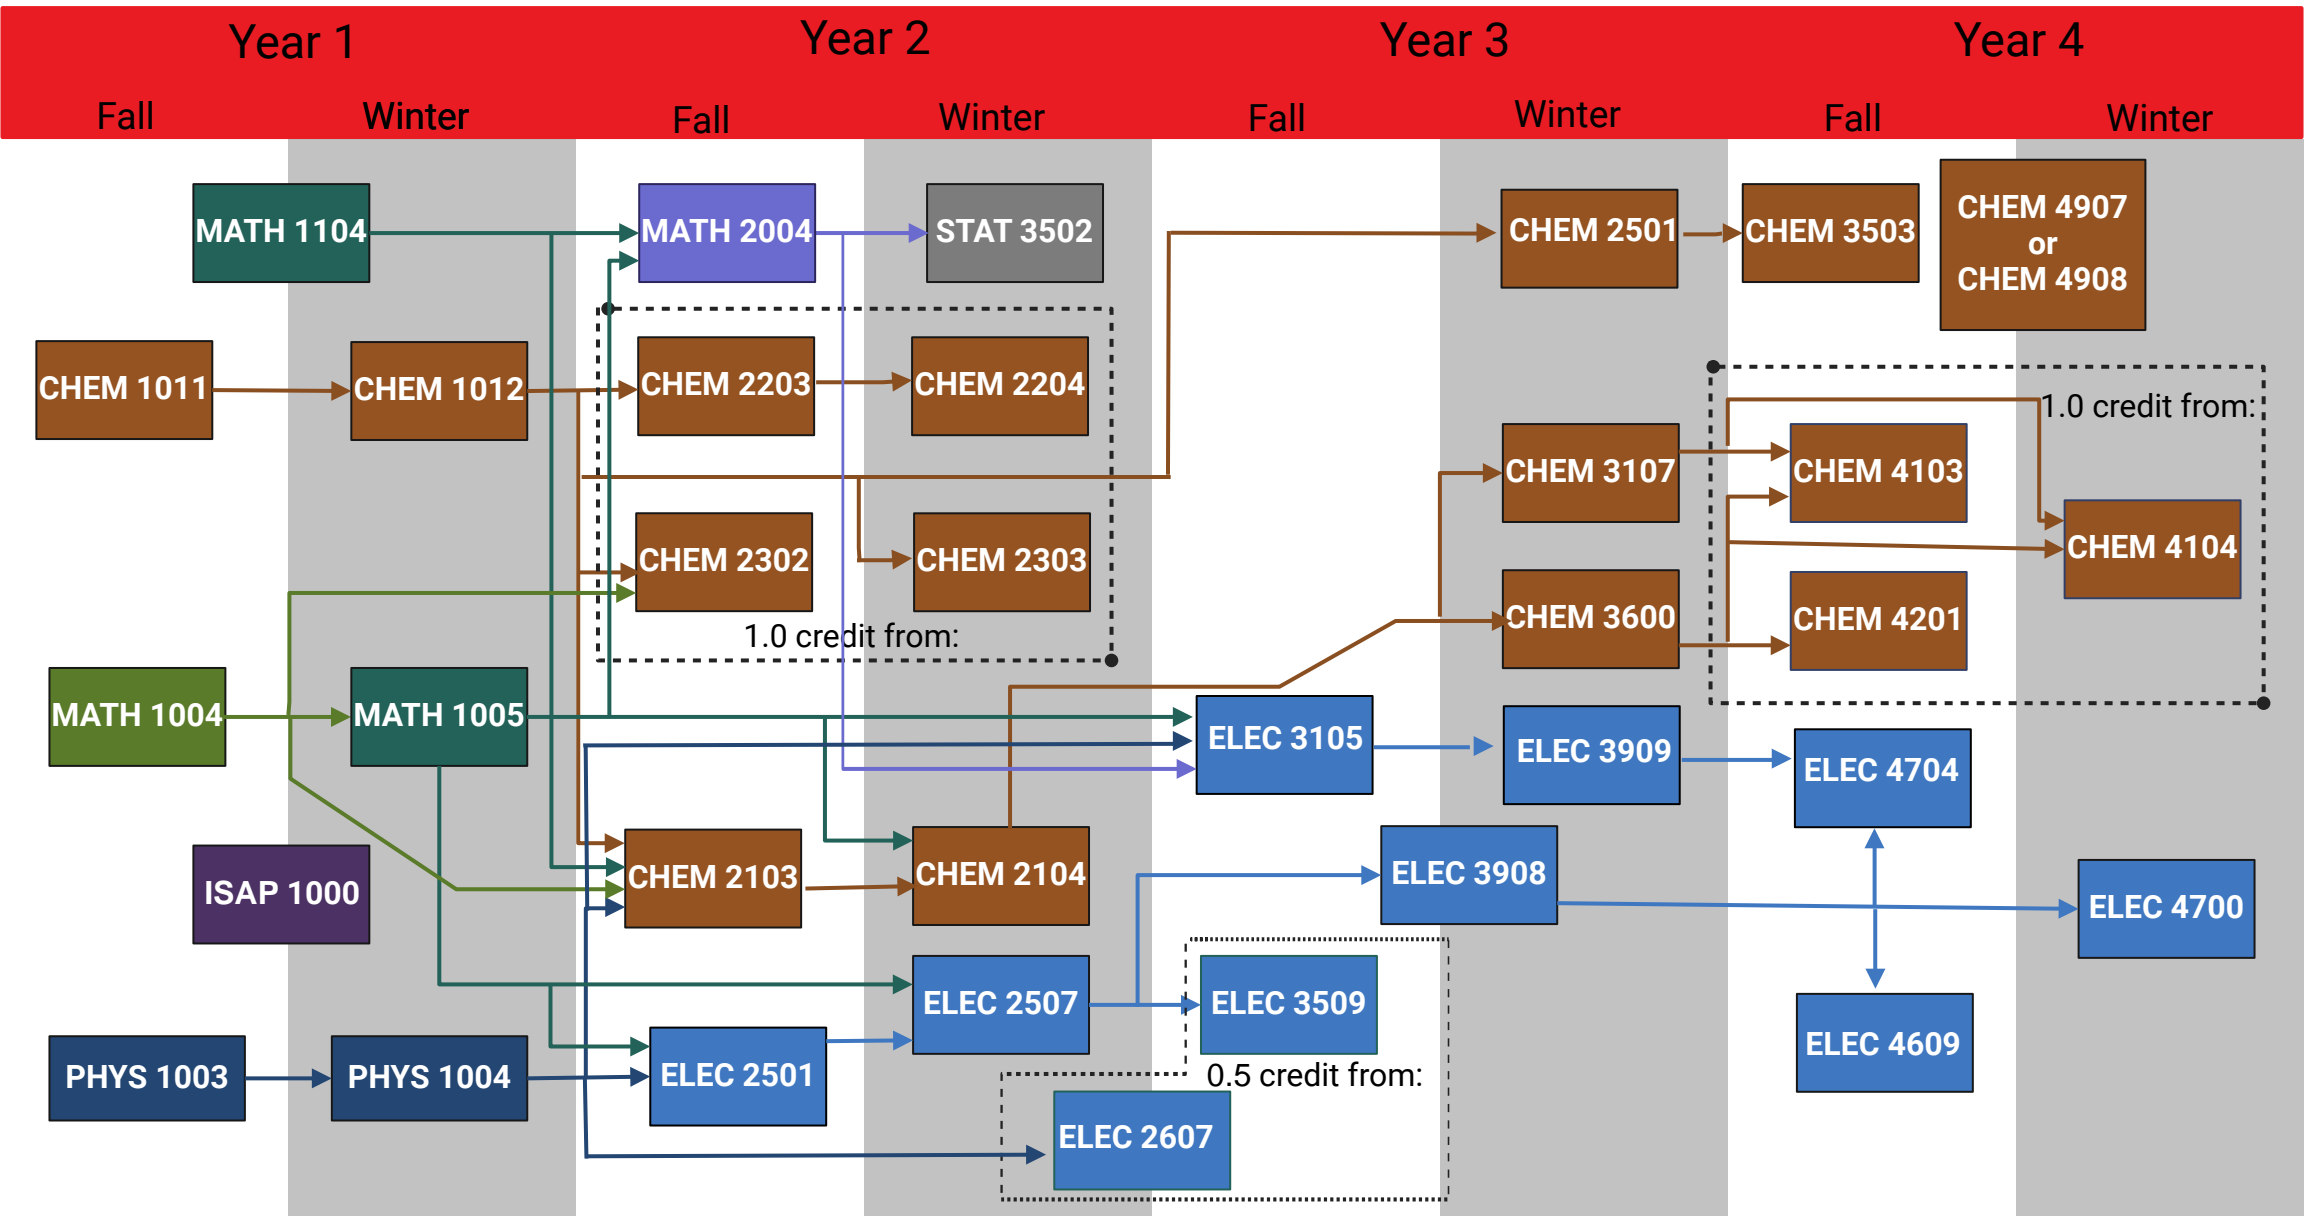 Year 1
Year 2
Year 3
Year 4
Fall
Winter
Fall
Winter
Fall
Winter
Fall
Winter
MATH 1104
MATH 2004
STAT 3502
CHEM 2501
CHEM 3503
CHEM 4907
or
CHEM 4908
CHEM 1011
CHEM 1012
CHEM 2203
CHEM 2204
1.0 credit from:
CHEM 3107
CHEM 4103
CHEM 2302
CHEM 2303
CHEM 4104
CHEM 3600
CHEM 4201
1.0 credit from:
MATH 1004
MATH 1005
ELEC 3105
ELEC 3909
ELEC 4704
ISAP 1000
CHEM 2103
CHEM 2104
ELEC 3908
ELEC 4700
ELEC 2507
ELEC 3509
ELEC 4609
PHYS 1003
PHYS 1004
ELEC 2501
0.5 credit from:
ELEC 2607